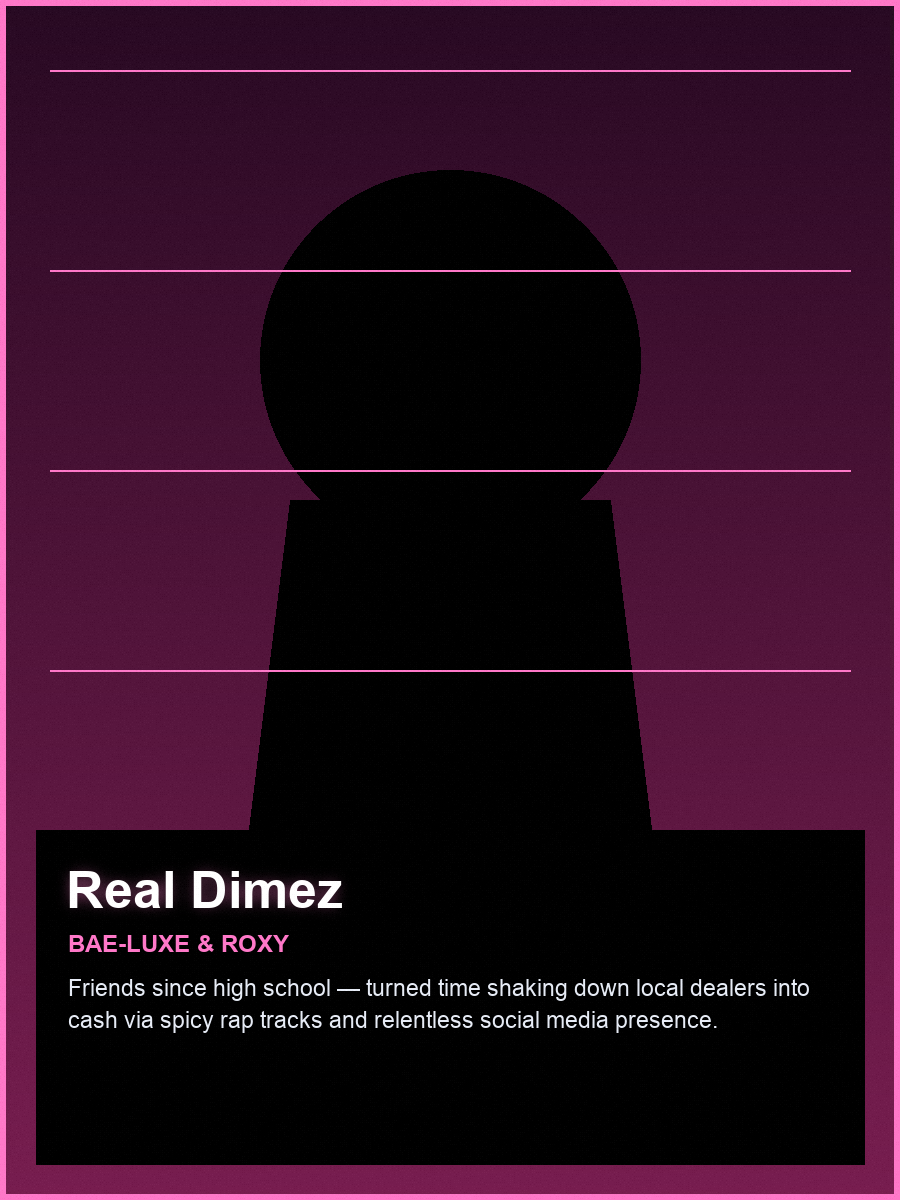 Real Dimez
BAE-LUXE & ROXY
Friends since high school — turned time shaking down local dealers into
cash via spicy rap tracks and relentless social media presence.